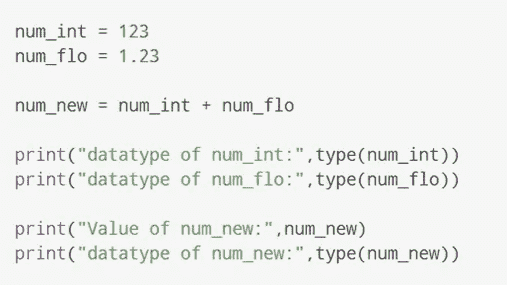 num_int = 123
num_flo = 1.23
num_new = num_int + num_flo
print("datatype of num_int:",type(num_int))
print("datatype of num_flo:",type(num_flo))
print("Value of num_new:",num_new)
print("datatype of num_new:",type(num_new))